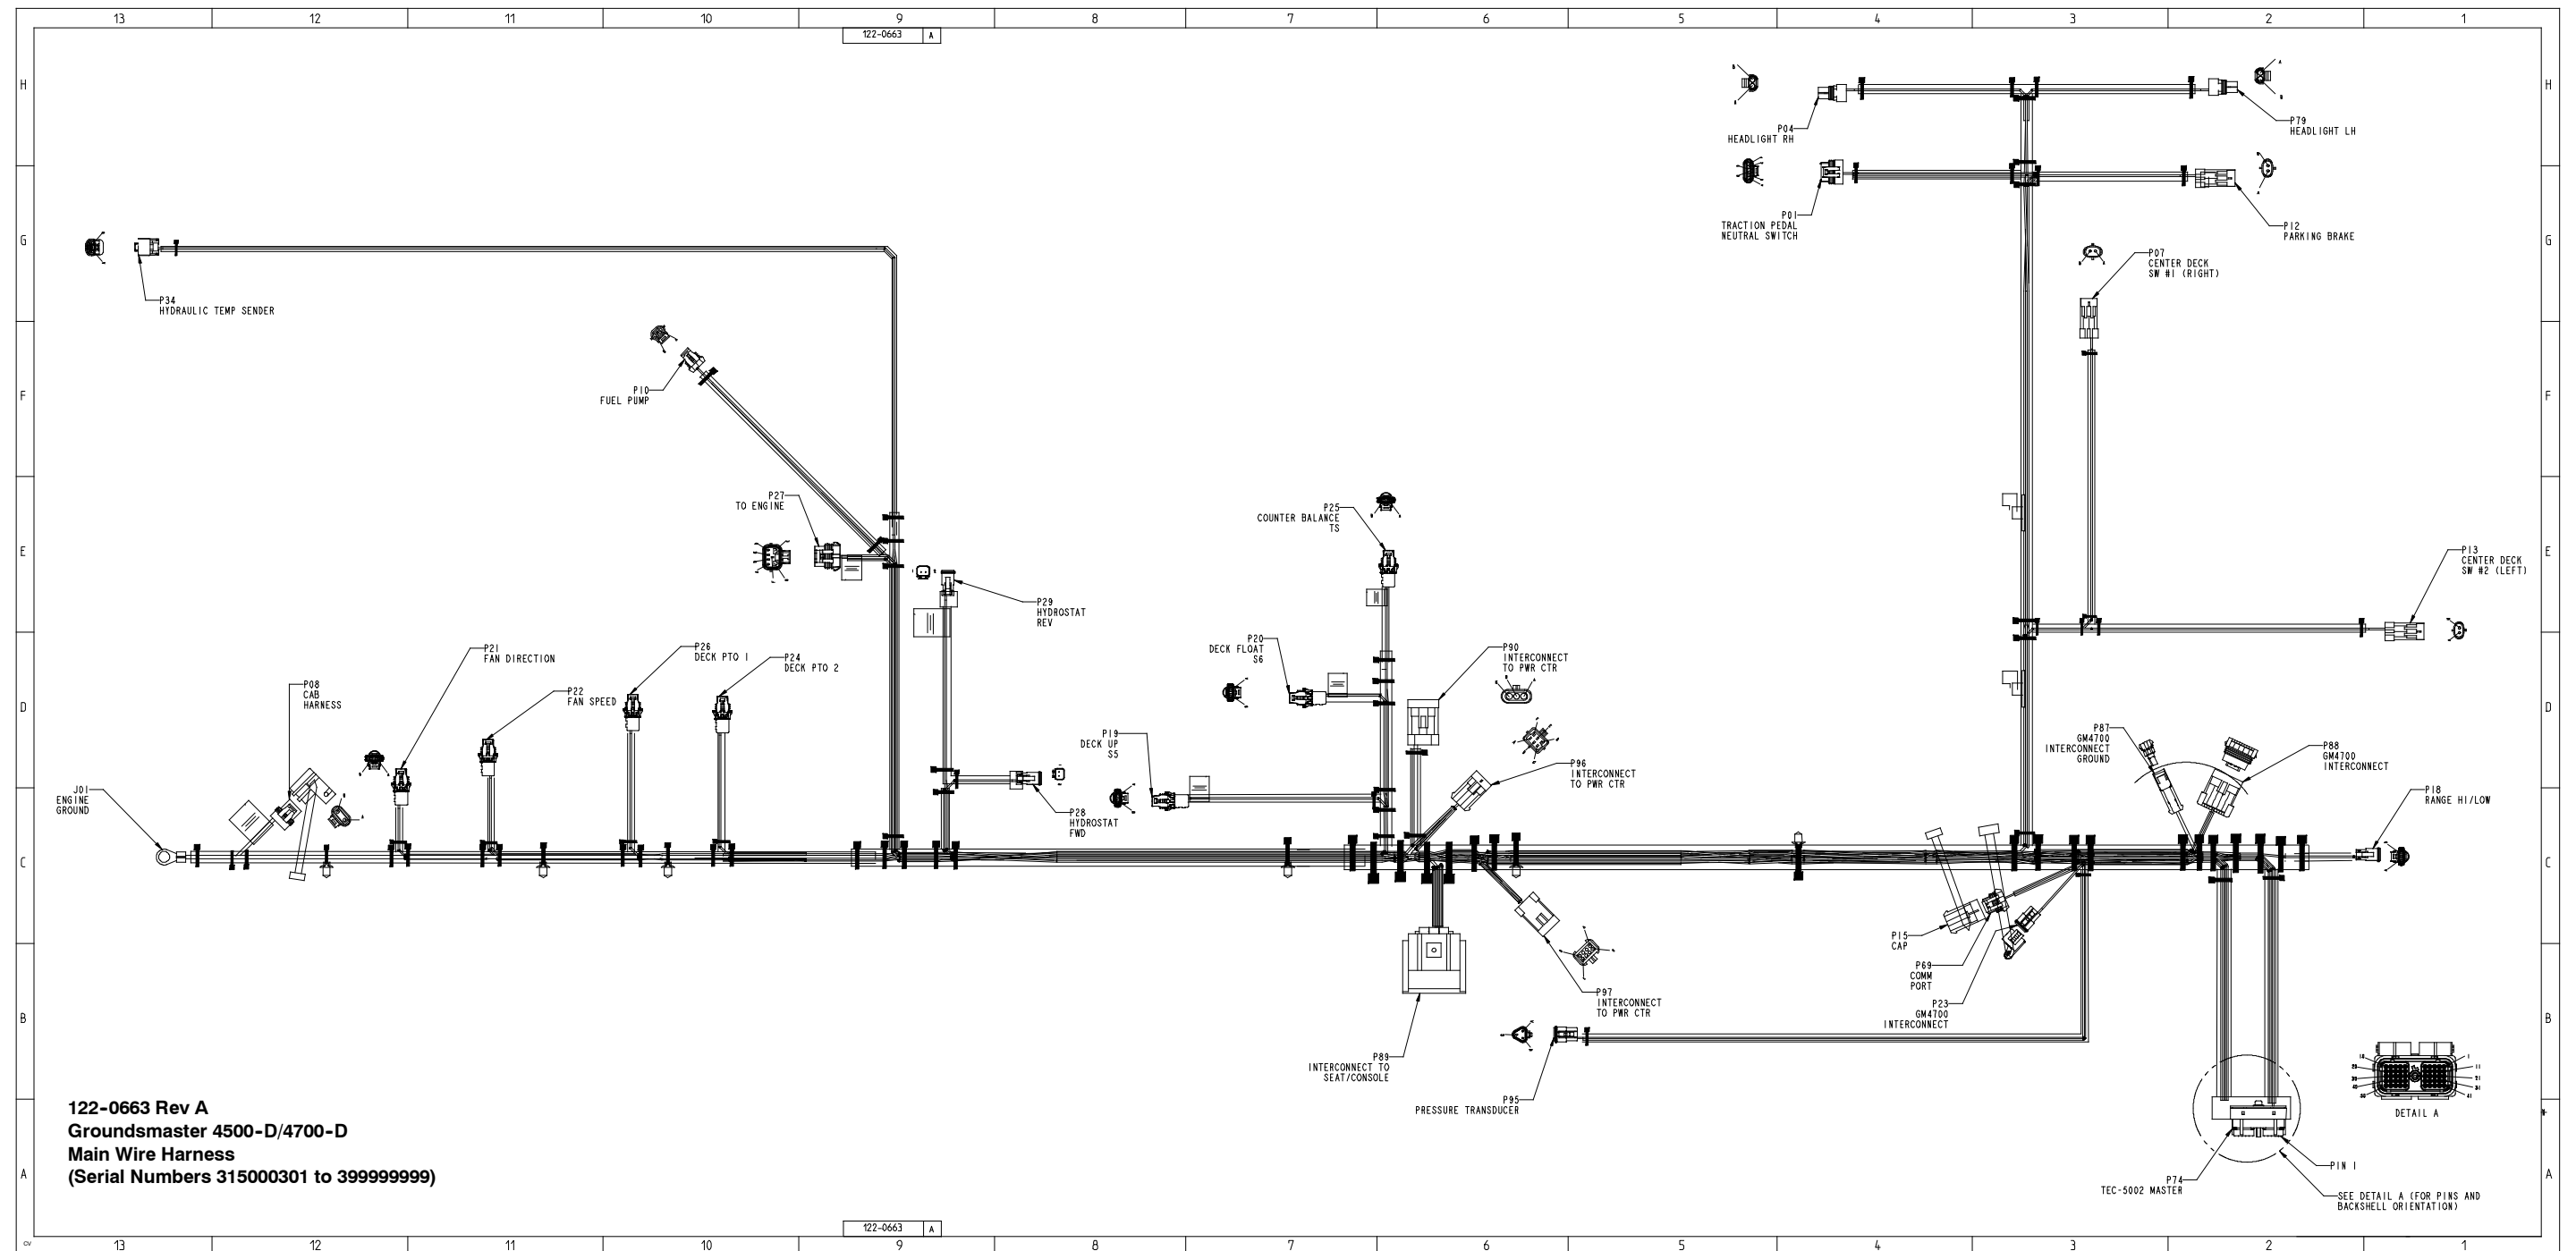 13 12 11 10 9 8 7 6 5 4 3 2 1
122-0663 A
H
H
P04
HEADLIGHT RH
P79
HEADLIGHT LH
P01
TRACTION PEDAL
NEUTRAL SWITCH
P12
PARKING BRAKE
G
G
P07
CENTER DECK
SW #1 (RIGHT)
P34
HYDRAULIC TEMP SENDER
F
F
P10
FUEL PUMP
P27
TO ENGINE
P25
COUNTER BALANCE
TS
E
E
P13
CENTER DECK
SW #2 (LEFT)
P29
HYDROSTAT
REV
P21
FAN DIRECTION
P26
DECK PTO 1
P24
DECK PTO 2
P20
DECK FLOAT
S6
P90
INTERCONNECT
TO PWR CTR
P08
CAB
HARNESS
P22
FAN SPEED
D
D
P19
DECK UP
S5
P87
GM4700
INTERCONNECT
GROUND
P88
GM4700
INTERCONNECT
P96
INTERCONNECT
TO PWR CTR
J01
ENGINE
GROUND
P28
HYDROSTAT
FWD
P18
RANGE HI/LOW
C
C
P15
CAP
P69
COMM
PORT
P97
INTERCONNECT
TO PWR CTR
P23
GM4700
INTERCONNECT
B
B
P89
INTERCONNECT TO
SEAT/CONSOLE
P95
PRESSURE TRANSDUCER
DETAIL A
122-0663 Rev A
Groundsmaster 4500-D/4700-D
Main Wire Harness
(Serial Numbers 315000301 to 399999999)
PIN 1
A
A
P74
TEC-5002 MASTER
SEE DETAIL A (FOR PINS AND
BACKSHELL ORIENTATION)
122-0663 A
13 12 11 10 9 8 7 6 5 4 3 2 1